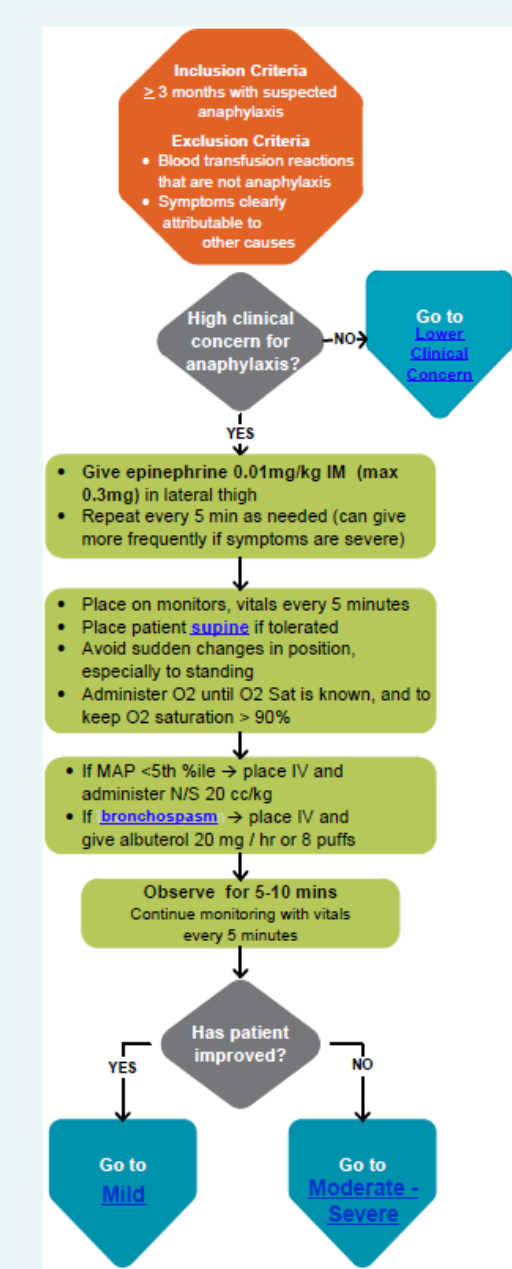 Inclusion Criteria
≥ 3 months with suspected
anaphylaxis
Exclusion Criteria
• Blood transfusion reactions
that are not anaphylaxis
• Symptoms clearly
attributable to
other causes
High clinical
concern for
anaphylaxis?
NO
Go to
Lower
Clinical
Concern
YES
• Give epinephrine 0.01mg/kg IM (max
0.3mg) in lateral thigh
• Repeat every 5 min as needed (can give
more frequently if symptoms are severe)
• Place on monitors, vitals every 5 minutes
• Place patient supine if tolerated
• Avoid sudden changes in position,
especially to standing
• Administer O2 until O2 Sat is known, and to
keep O2 saturation > 90%
• If MAP <5th %ile → place IV and
administer N/S 20 cc/kg
• If bronchospasm → place IV and
give albuterol 20 mg / hr or 8 puffs
Observe for 5-10 mins
Continue monitoring with vitals
every 5 minutes
Has patient
improved?
YES
NO
Go to
Mild
Go to
Moderate -
Severe